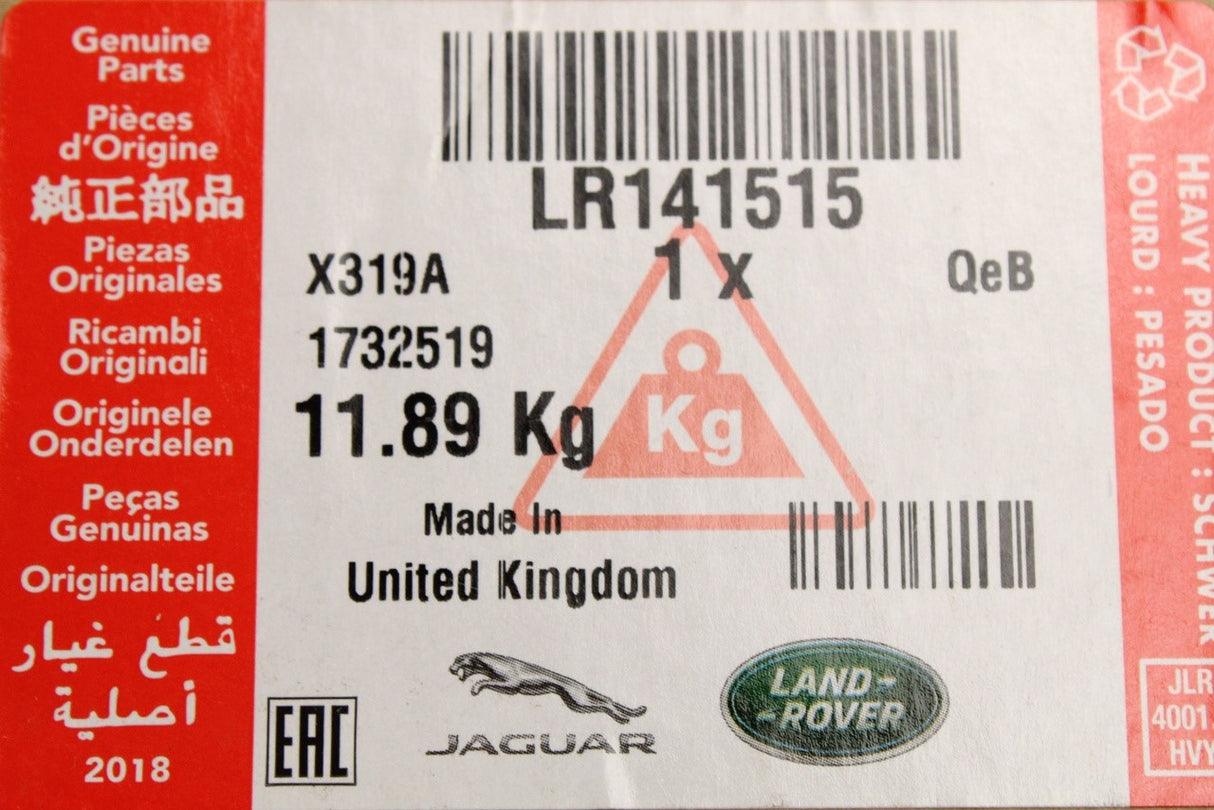 Genuine
Parts
Pièces
d'Origine
純正部品
Piezas
Originales
Ricambi
Originali
Originele
Onderdelen
Peças
Genuinas
Originalteile
قطع غيار
أصلية
2018
LR141515
X319A
1 x
QeB
1732519
11.89 Kg
Kg
Made In
United Kingdom
EAC
JAGUAR
LAND-
-ROVER
HEAVY PRODUCT : SCHWER
LOURD : PESADO
JLR
4001.
HVY